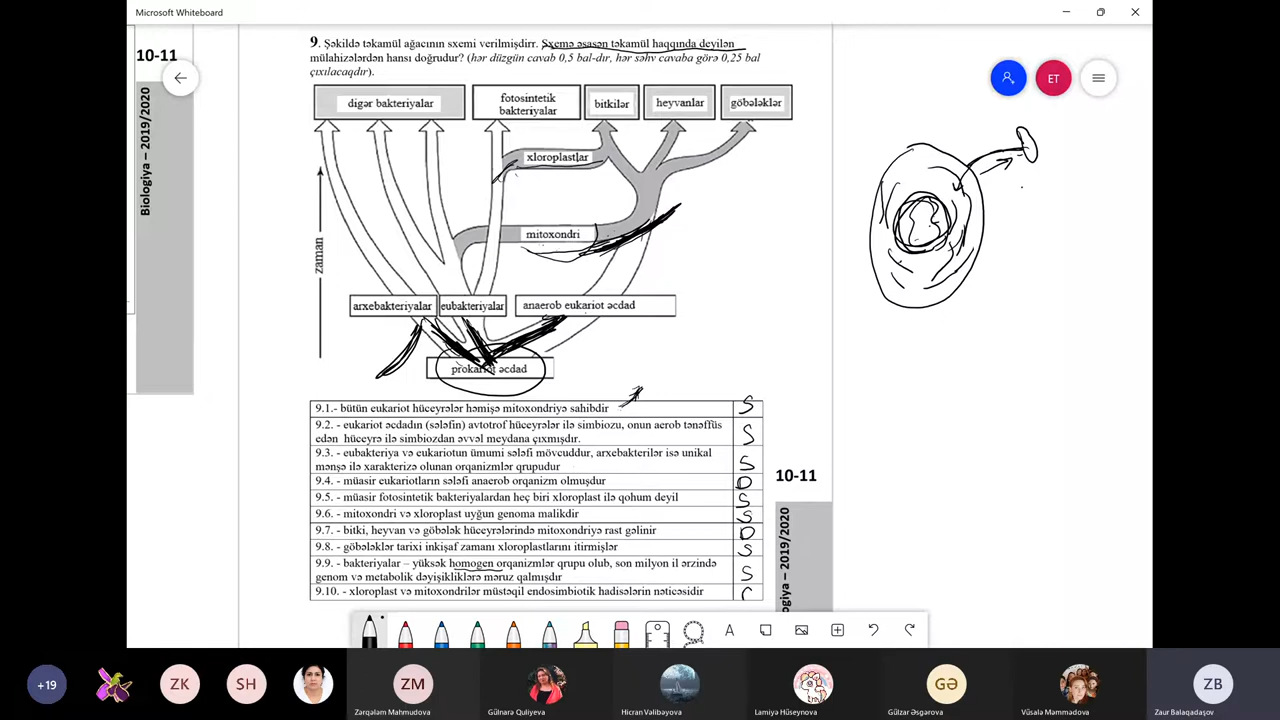 Microsoft Whiteboard
10-11
Biologiya – 2019/2020
9. Şəkildə təkamül ağacının sxemi verilmişdirr. Sxemə əsasən təkamül haqqında deyilən
mülahizələrdən hansı doğrudur? (hər düzgün cavab 0,5 bal-dır, hər səhv cavaba görə 0,25 bal
çıxılacaqdır).
digər bakteriyalar
fotosintetik
bakteriyalar
bitkilər
heyvanlar
göbələklər
xloroplastlar
mitoxondri
zaman
arxebakteriyalar
eubakteriyalar
anaerob eukariot əcdad
prokariot əcdad
9.1.- bütün eukariot hüceyrələr həmişə mitoxondriyə sahibdir S
9.2. - eukariot əcdadın (sələfin) avtotrof hüceyrələr ilə simbiozu, onun aerob tənəffüs
edən hüceyrə ilə simbiozdan əvvəl meydana çıxmışdır. S
9.3. - eubakteriya və eukariotun ümumi sələfi mövcuddur, arxebakterilər isə unikal
mənşə ilə xarakterizə olunan orqanizmlər qrupudur S
9.4. - müasir eukariotların sələfi anaerob orqanizm olmuşdur D
9.5. - müasir fotosintetik bakteriyalardan heç biri xloroplast ilə qohum deyil S
9.6. - mitoxondri və xloroplast uyğun genoma malikdir S
9.7. - bitki, heyvan və göbələk hüceyrələrində mitoxondriyə rast gəlinir D
9.8. - göbələklər tarixi inkişaf zamanı xloroplastlarını itirmişlər S
9.9. - bakteriyalar – yüksək homogen orqanizmlər qrupu olub, son milyon il ərzində
genom və metabolik dəyişikliklərə məruz qalmışdır S
9.10. - xloroplast və mitoxondrilər müstəqil endosimbiotik hadisələrin nəticəsidir
10-11
ogiya – 2019/2020
ET
A
+19
ZK
SH
ZM
GƏ
ZB
Zərqələm Mahmudova
Gülnarə Quliyeva
Hicran Vəlibəyova
Lamiyə Hüseynova
Gülzar Əsgərova
Vüsalə Məmmədova
Zaur Balaqadaşov